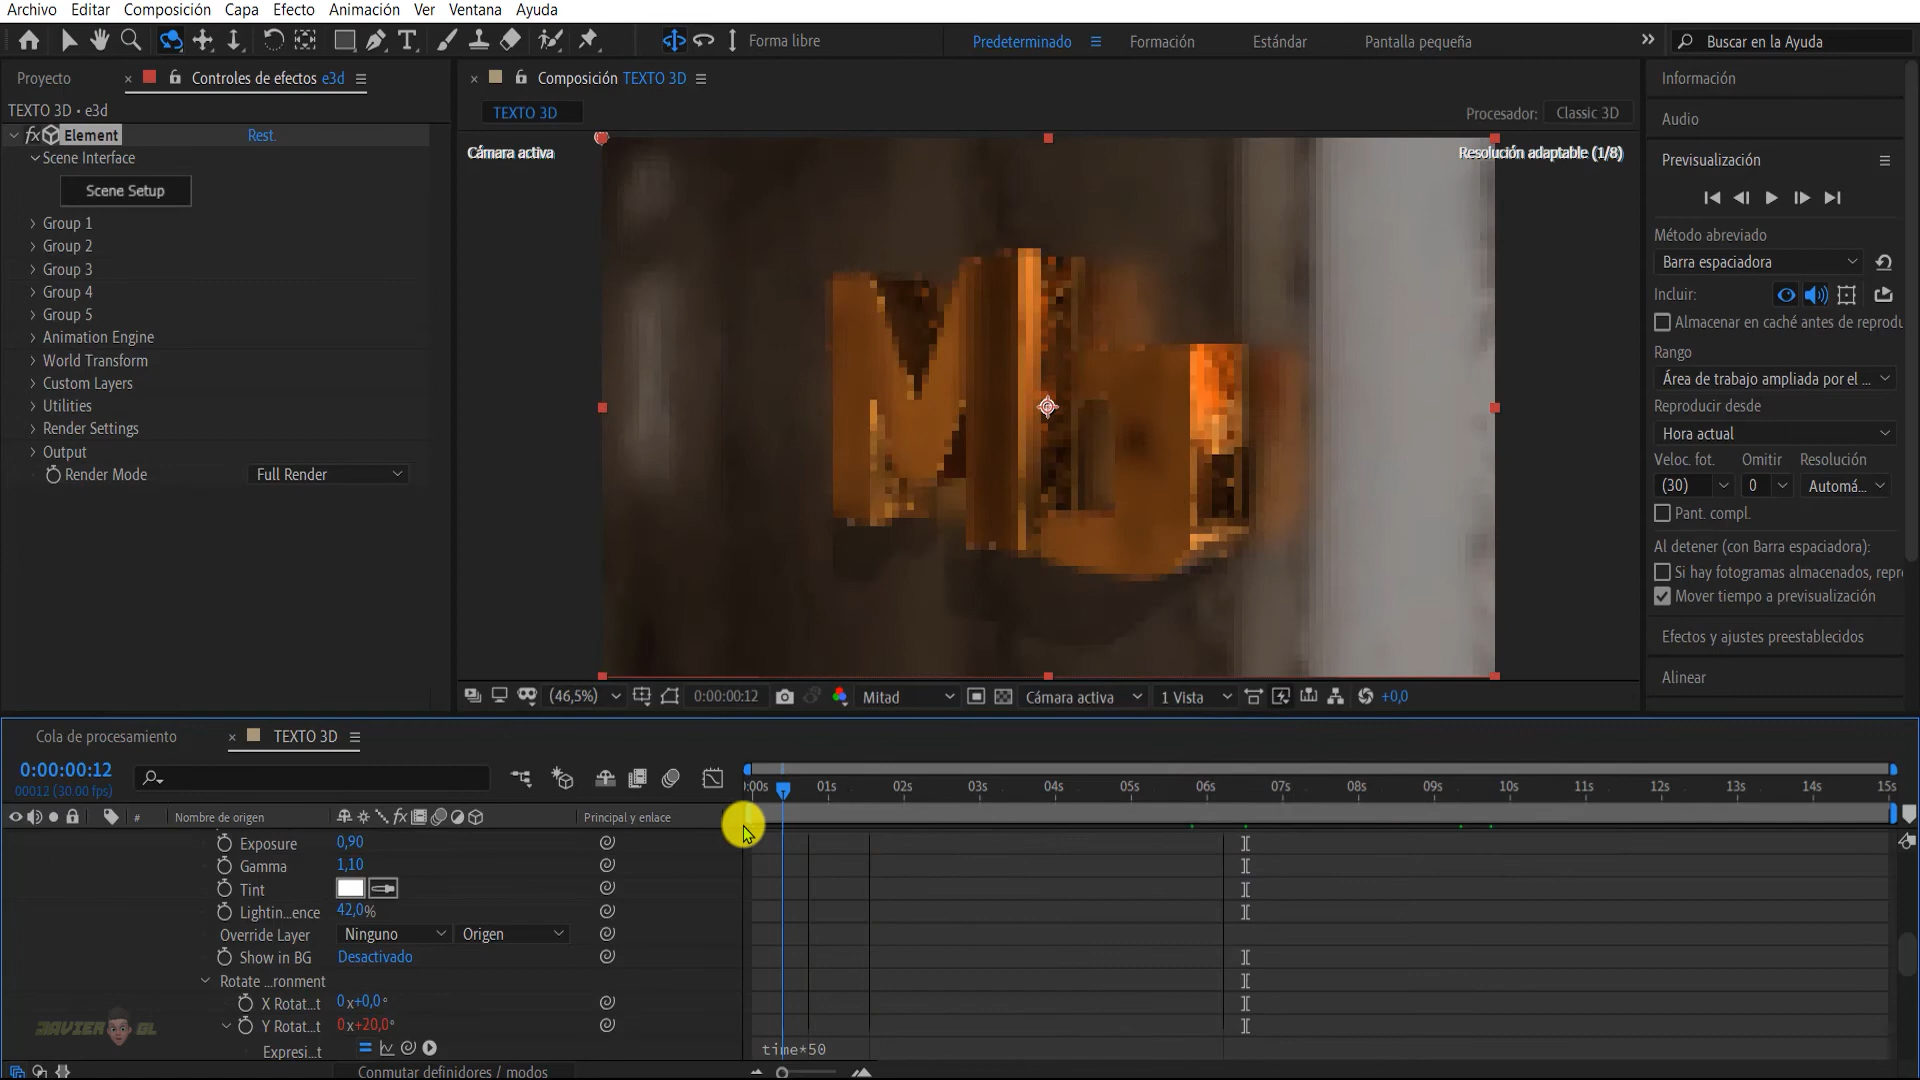 Archivo Editar Composición Capa Efecto Animación Ver Ventana Ayuda
Forma libre Predeterminado Formación Estándar Pantalla pequeña Buscar en la Ayuda
Proyecto Controles de efectos e3d
Composición TEXTO 3D
Información
TEXTO 3D • e3d
TEXTO 3D
Procesador: Classic 3D
Audio
fx Element Rest.
Cámara activa
Resolución adaptable (1/8)
Scene Interface
Previsualización
Scene Setup
Group 1
Group 2
Group 3
Group 4
Group 5
Animation Engine
World Transform
Custom Layers
Utilities
Render Settings
Output
Render Mode Full Render
Método abreviado
Barra espaciadora
Incluir:
Almacenar en caché antes de reprodu
Rango
Área de trabajo ampliada por el ...
Reproducir desde
Hora actual
Veloc. fot. Omitir Resolución
(30) 0 Automá...
Pant. compl.
Al detener (con Barra espaciadora):
Si hay fotogramas almacenados, repr
Mover tiempo a previsualización
Efectos y ajustes preestablecidos
Alinear
(46,5%) 0:00:00:12 Mitad Cámara activa 1 Vista +0,0
Cola de procesamiento TEXTO 3D
0:00:00:12
00012 (30.00 fps)
):00s 01s 02s 03s 04s 05s 06s 07s 08s 09s 10s 11s 12s 13s 14s 15s
# Nombre de origen fx Principal y enlace
Exposure 0,90
Gamma 1,10
Tint
Lightin...ence 42,0%
Override Layer Ninguno Origen
Show in BG Desactivado
Rotate ...ronment
X Rotat...t 0x+0,0°
Y Rotat...t 0x+20,0°
Expresi...t time*50
JAVIER GL
Conmutar definidores / modos